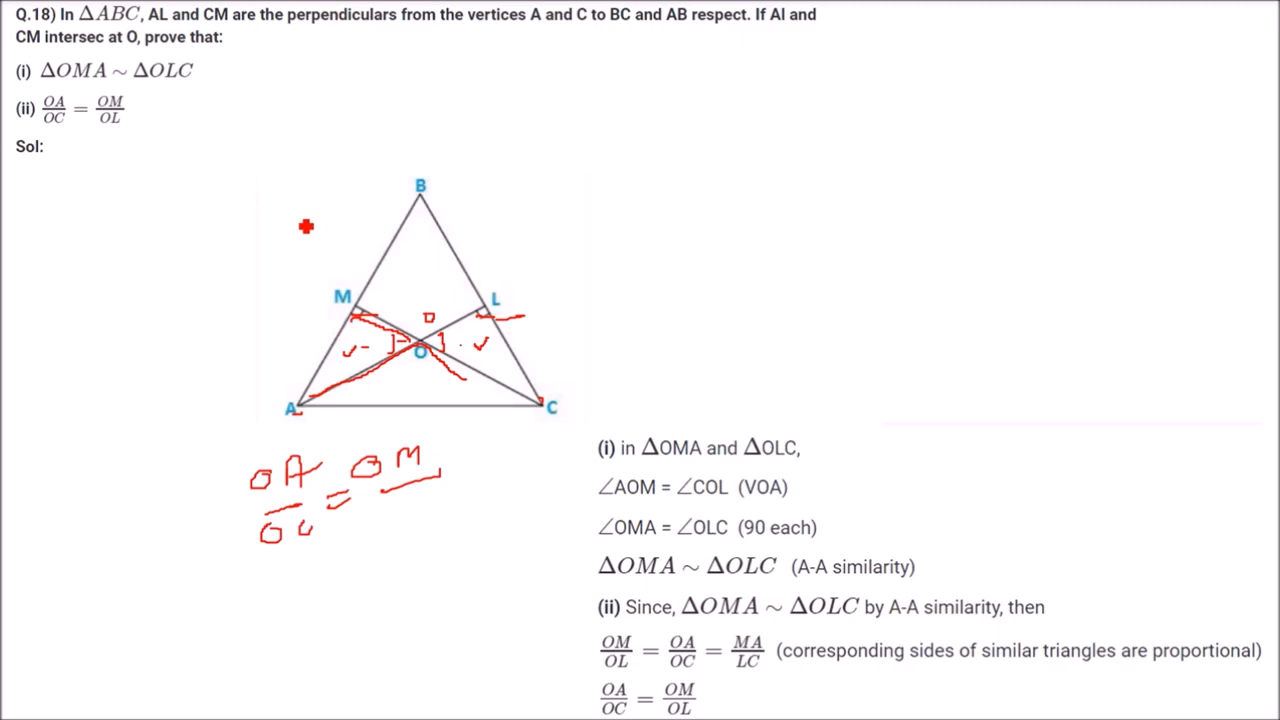 Q.18) In ΔABC, AL and CM are the perpendiculars from the vertices A and C to BC and AB respect. If Al and
CM intersec at O, prove that:
(i) ΔOMA ~ ΔOLC
(ii) OA/OC = OM/OL
Sol:
B
M
L
O
A
C
OA/OC = OM
(i) in ΔOMA and ΔOLC,
∠AOM = ∠COL (VOA)
∠OMA = ∠OLC (90 each)
ΔOMA ~ ΔOLC (A-A similarity)
(ii) Since, ΔOMA ~ ΔOLC by A-A similarity, then
OM/OL = OA/OC = MA/LC (corresponding sides of similar triangles are proportional)
OA/OC = OM/OL